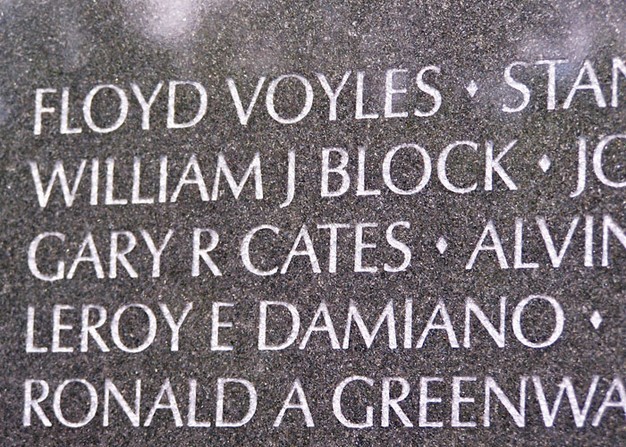 FLOYD VOYLES ♦ STAN
WILLIAM J BLOCK ♦ JO
GARY R CATES ♦ ALVIN
LEROY E DAMIANO ♦
RONALD A GREENWA